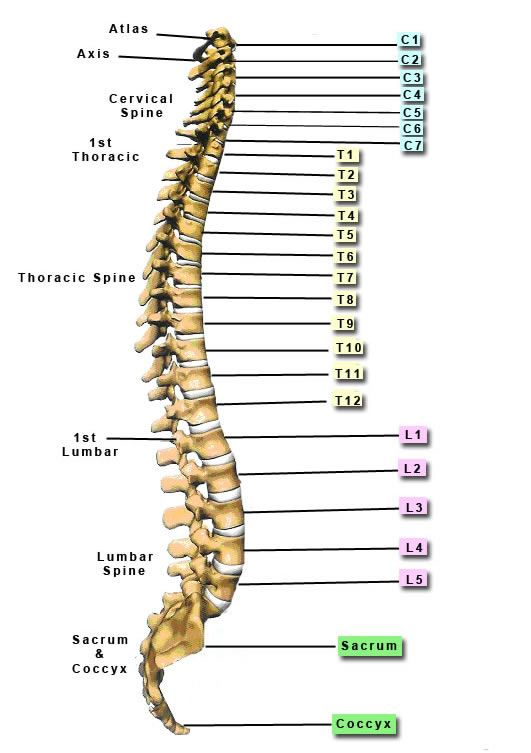 Atlas
Axis
Cervical
Spine
1st
Thoracic
Thoracic Spine
1st
Lumbar
Lumbar
Spine
Sacrum
&
Coccyx
C1
C2
C3
C4
C5
C6
C7
T1
T2
T3
T4
T5
T6
T7
T8
T9
T10
T11
T12
L1
L2
L3
L4
L5
Sacrum
Coccyx